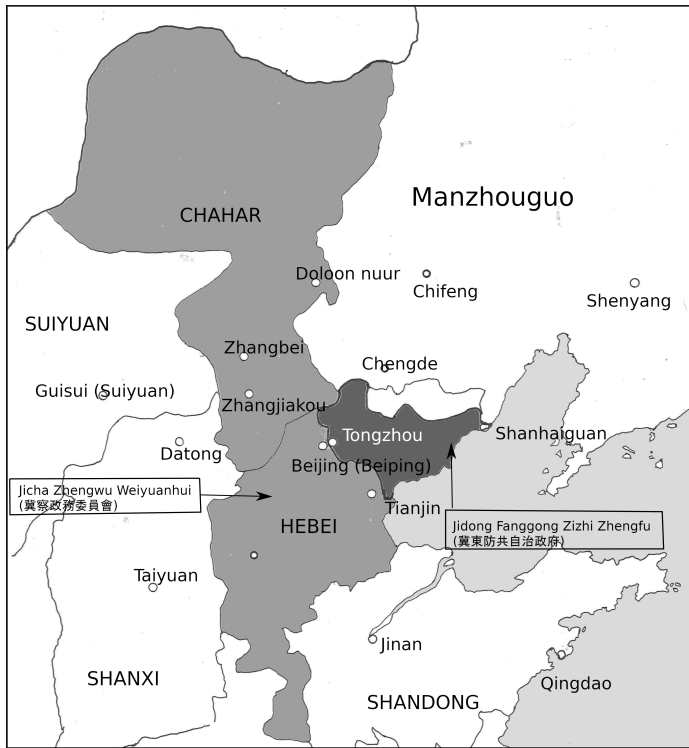 Manzhouguo
CHAHAR
Doloon nuur
Chifeng
Shenyang
SUIYUAN
Zhangbei
Chengde
Guisui (Suiyuan)
Zhangjiakou
Tongzhou
Shanhaiguan
Datong
Beijing (Beiping)
Jicha Zhengwu Weiyuanhui
(冀察政務委員會)
Tianjin
HEBEI
Jidong Fanggong Zizhi Zhengfu
(冀東防共自治政府)
Taiyuan
Jinan
SHANXI
Qingdao
SHANDONG